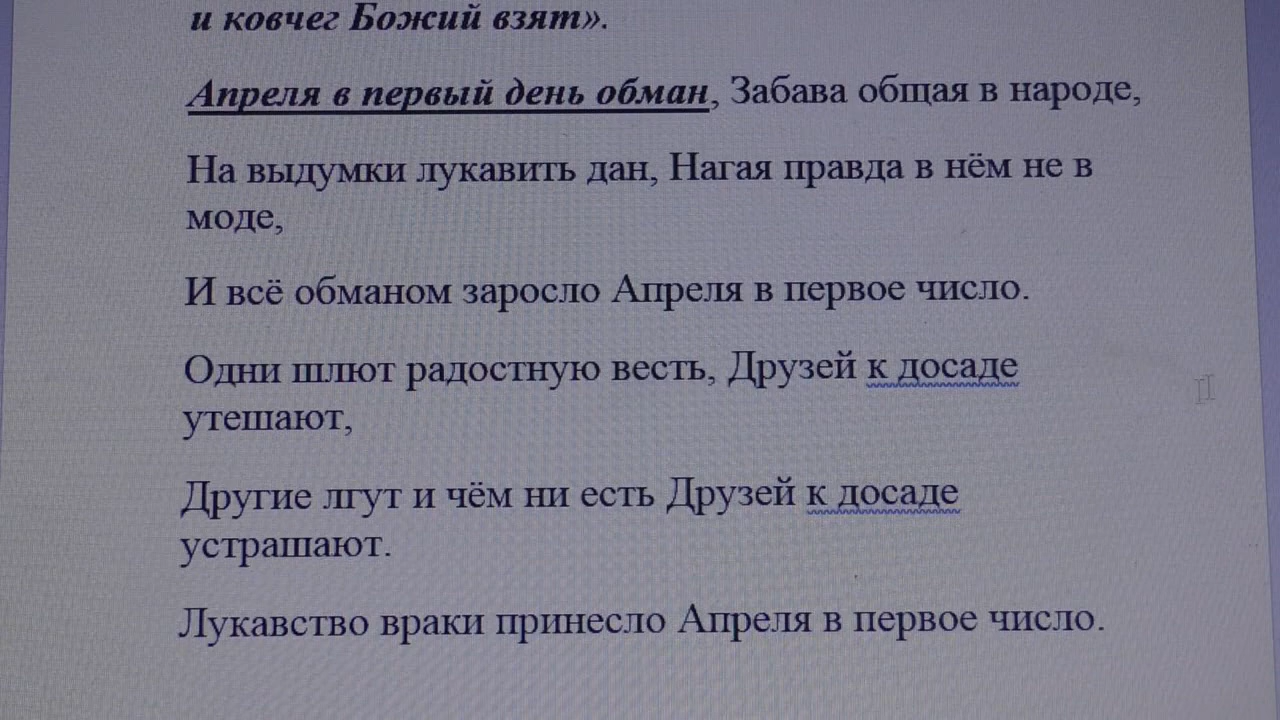 и ковчег Божий взят».
Апреля в первый день обман, Забава общая в народе,
На выдумки лукавить дан, Нагая правда в нём не в
моде,
И всё обманом заросло Апреля в первое число.
Одни шлют радостную весть, Друзей к досаде
утешают,
Другие лгут и чём ни есть Друзей к досаде
устрашают.
Лукавство враки принесло Апреля в первое число.